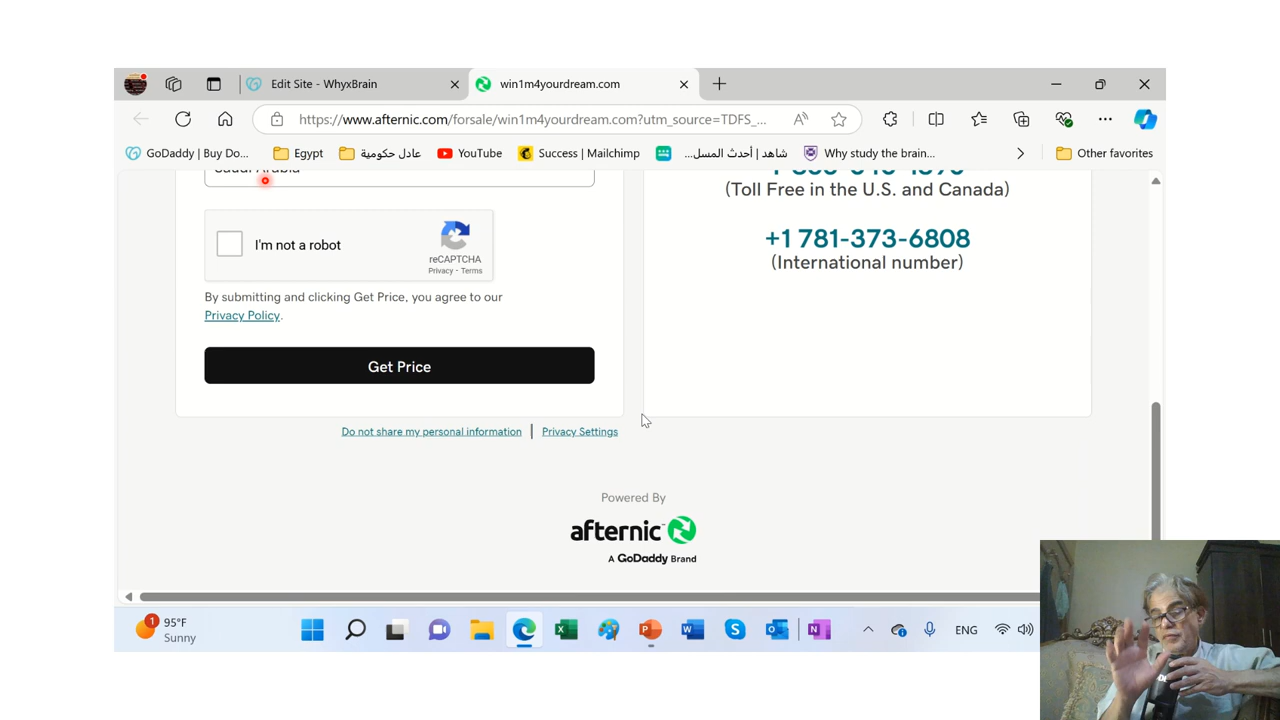 Edit Site - WhyxBrain
win1m4yourdream.com
https://www.afternic.com/forsale/win1m4yourdream.com?utm_source=TDFS_...
GoDaddy | Buy Do...
Egypt
عادل حكومية
YouTube
Success | Mailchimp
شاهد | أحدث المسل...
Why study the brain...
Other favorites
Saudi Arabia
(Toll Free in the U.S. and Canada)
+1 781-373-6808
(International number)
I'm not a robot
reCAPTCHA
Privacy - Terms
By submitting and clicking Get Price, you agree to our
Privacy Policy.
Get Price
Do not share my personal information | Privacy Settings
Powered By
afternic
A GoDaddy Brand
1
95°F
Sunny
ENG